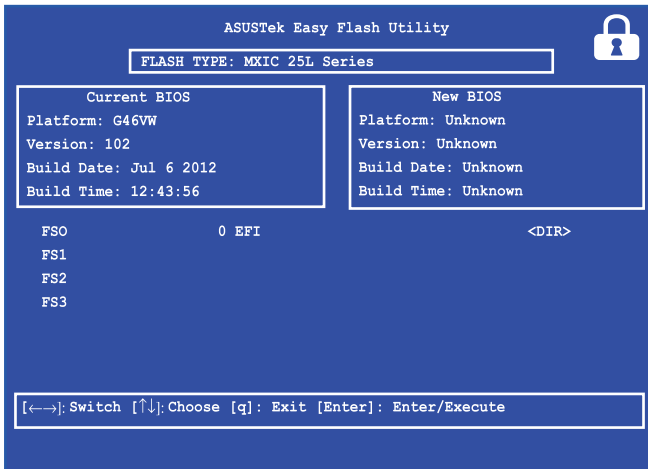 ASUSTek Easy Flash Utility
FLASH TYPE: MXIC 25L Series
Current BIOS
Platform: G46VW
Version: 102
Build Date: Jul 6 2012
Build Time: 12:43:56
New BIOS
Platform: Unknown
Version: Unknown
Build Date: Unknown
Build Time: Unknown
FSO 0 EFI <DIR>
FS1
FS2
FS3
[←→]: Switch [↑↓]: Choose [q]: Exit [Enter]: Enter/Execute